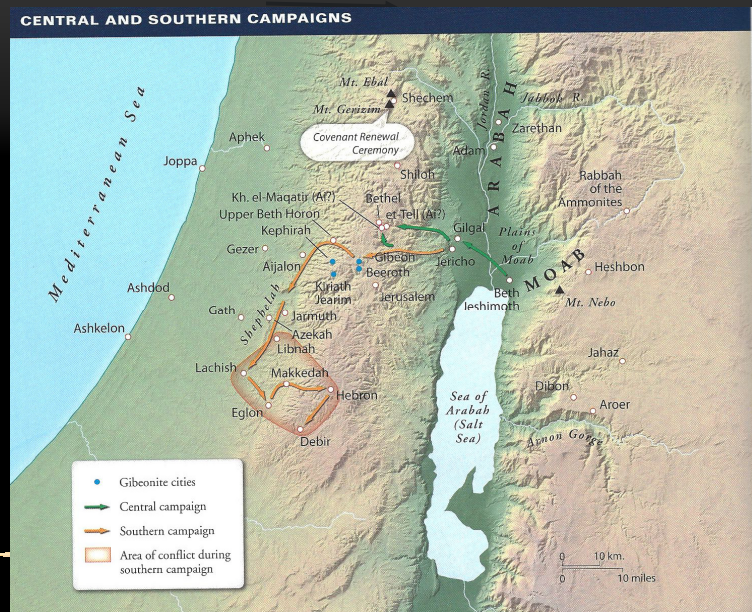 CENTRAL AND SOUTHERN CAMPAIGNS
Mediterranean Sea
Mt. Ebal
Shechem
Mt. Gerizim
Covenant Renewal
Ceremony
Jordan R.
Jabbok R.
Zarethan
Adam
ARABAH
Aphek
Joppa
Shiloh
Rabbah
of the
Ammonites
Kh. el-Maqatir (Ai?)
Bethel
et-Tell (Ai?)
Upper Beth Horon
Kephirah
Gilgal
Plains
of
Moab
Gezer
Aijalon
Gibeon
Beeroth
Jericho
MOAB
Heshbon
Kiriath
Jearim
Jerusalem
Beth
Jeshimoth
Mt. Nebo
Ashdod
Shephelah
Gath
Jarmuth
Ashkelon
Azekah
Libnah
Jahaz
Lachish
Makkedah
Hebron
Dibon
Aroer
Eglon
Debir
Sea of
Arabah
(Salt
Sea)
Arnon Gorge
Gibeonite cities
Central campaign
Southern campaign
Area of conflict during
southern campaign
0 10 km.
0 10 miles